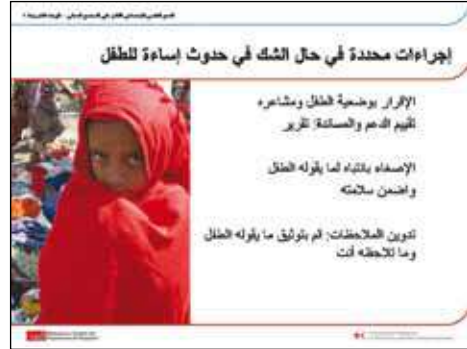 إجراءات محددة في حال الشك في حدوث إساءة للطفل
الإقرار بوضعية الطفل ومشاعره
تقييم الدعم والمساندة: تقرير
الإصغاء بانتباه لما يقوله الطفل
واضمن سلامته
تدوين الملاحظات: قم بتوثيق ما يقوله الطفل
وما تلاحظه أنت